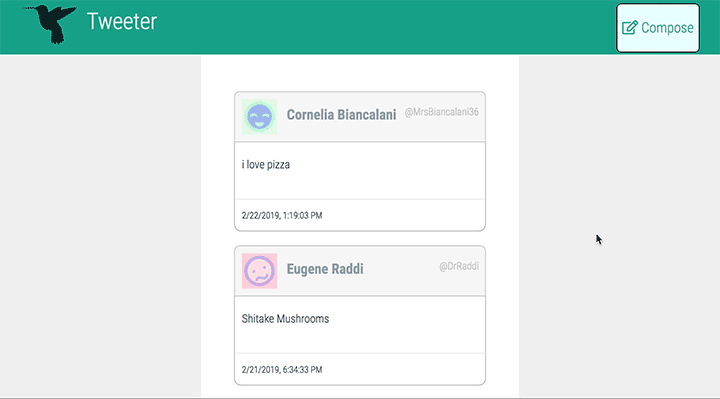 Tweeter
Compose
Cornelia Biancalani @MrsBiancalani36
i love pizza
2/22/2019, 1:19:03 PM
Eugene Raddi @DrRaddi
Shitake Mushrooms
2/21/2019, 6:34:33 PM